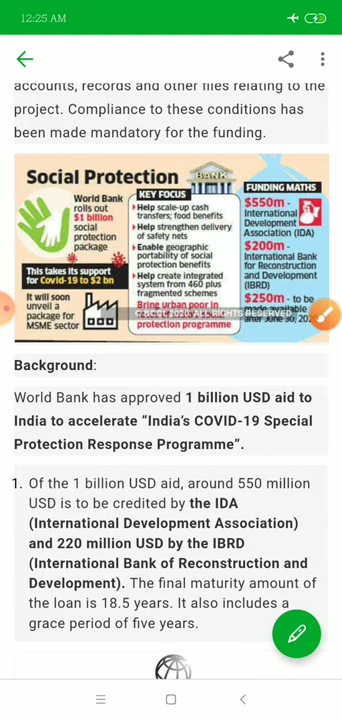 12:25 AM
accounts, records and other files relating to the
project. Compliance to these conditions has
been made mandatory for the funding.
Social Protection
BANK
World Bank
rolls out
$1 billion
social
protection
package
This takes its support
for Covid-19 to $2 bn
It will soon
unveil a
package for
MSME sector
KEY FOCUS
Help scale-up cash
transfers; food benefits
Help strengthen delivery
of safety nets
Enable geographic
portability of social
protection benefits
Help create integrated
system from 460 plus
fragmented schemes
Bring urban poor in
protection programme
FUNDING MATHS
$550m -
International
Development
Association (IDA)
$200m -
International Bank
for Reconstruction
and Development
(IBRD)
$250m - to be
made available
after June 30, 20
© BCCL 2020. ALL RIGHTS RESERVED.
Background:
World Bank has approved 1 billion USD aid to
India to accelerate “India’s COVID-19 Special
Protection Response Programme”.
1. Of the 1 billion USD aid, around 550 million
USD is to be credited by the IDA
(International Development Association)
and 220 million USD by the IBRD
(International Bank of Reconstruction and
Development). The final maturity amount of
the loan is 18.5 years. It also includes a
grace period of five years.